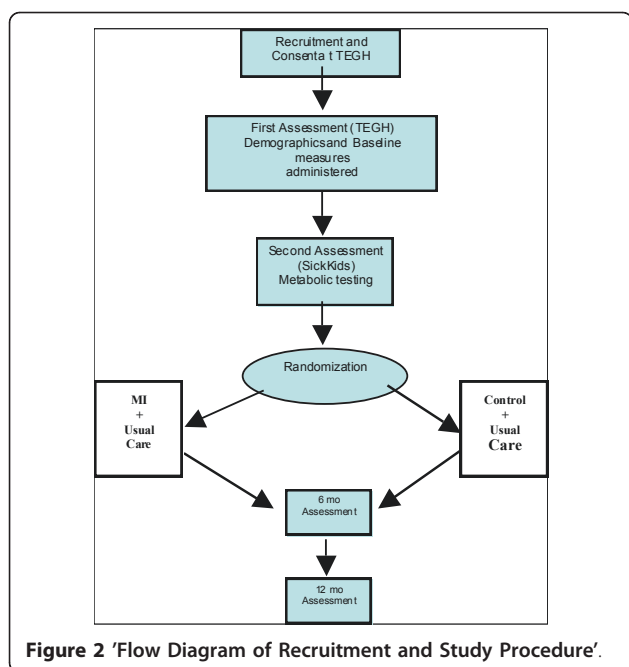 Recruitment and
Consenta t TEGH
First Assessment (TEGH)
Demographicsand Baseline
measures
administered
Second Assessment
(SickKids)
Metabolic testing
Randomization
MI
+
Usual
Care
Control
+
Usual
Care
6 mo
Assessment
12 mo
Assessment
Figure 2 'Flow Diagram of Recruitment and Study Procedure'.